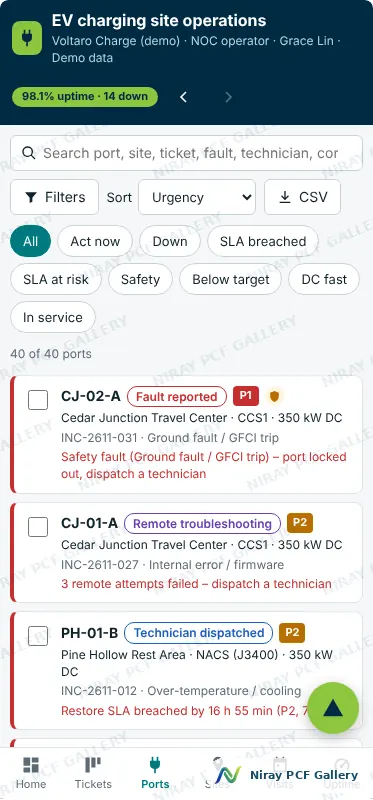 EV charging site operations
Voltaro Charge (demo) · NOC operator · Grace Lin ·
Demo data
98.1% uptime · 14 down
Search port, site, ticket, fault, technician, cor
Filters
Sort
Urgency
CSV
All
Act now
Down
SLA breached
SLA at risk
Safety
Below target
DC fast
In service
40 of 40 ports
CJ-02-A Fault reported P1
Cedar Junction Travel Center · CCS1 · 350 kW DC
INC-2611-031 · Ground fault / GFCI trip
Safety fault (Ground fault / GFCI trip) – port locked
out, dispatch a technician
CJ-01-A Remote troubleshooting P2
Cedar Junction Travel Center · CCS1 · 350 kW DC
INC-2611-027 · Internal error / firmware
3 remote attempts failed – dispatch a technician
PH-01-B Technician dispatched P2
Pine Hollow Rest Area · NACS (J3400) · 350 kW
DC
INC-2611-012 · Over-temperature / cooling
Restore SLA breached by 16 h 55 min (P2, 7
Home
Tickets
Ports
Sites
Visits
Uptime
Niray PCF Gallery
NIRAY PCF GALLERY